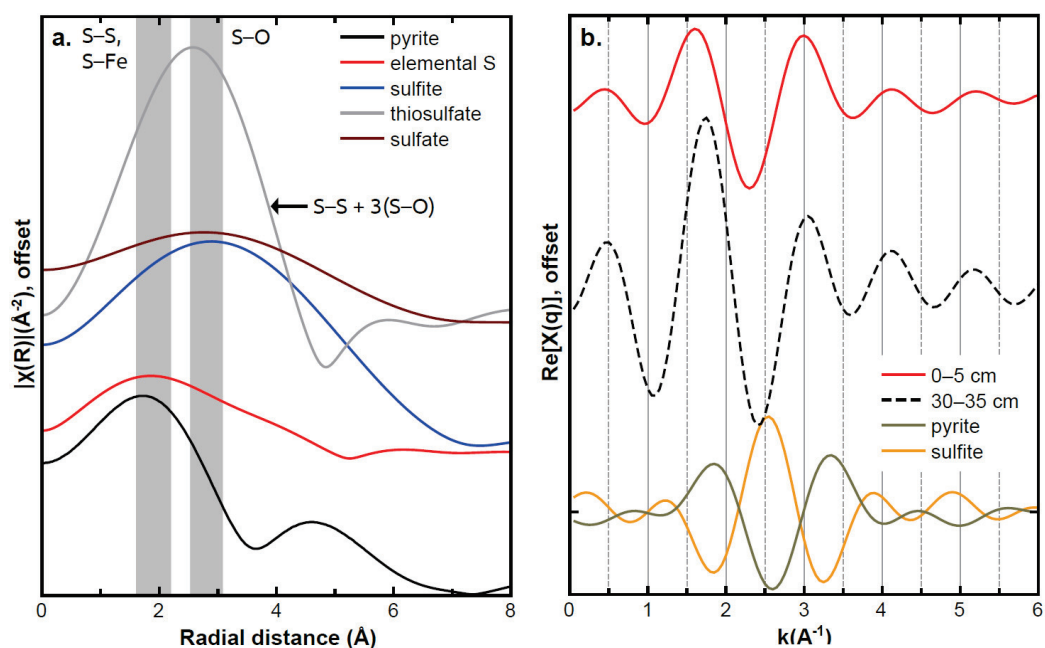 a.
S–S,
S–Fe
S–O
pyrite
elemental S
sulfite
thiosulfate
sulfate
S–S + 3(S–O)
|χ(R)|(Å-2), offset
0 2 4 6 8
Radial distance (Å)
b.
Re[X(q)], offset
0–5 cm
30–35 cm
pyrite
sulfite
0 1 2 3 4 5 6
k(A-1)